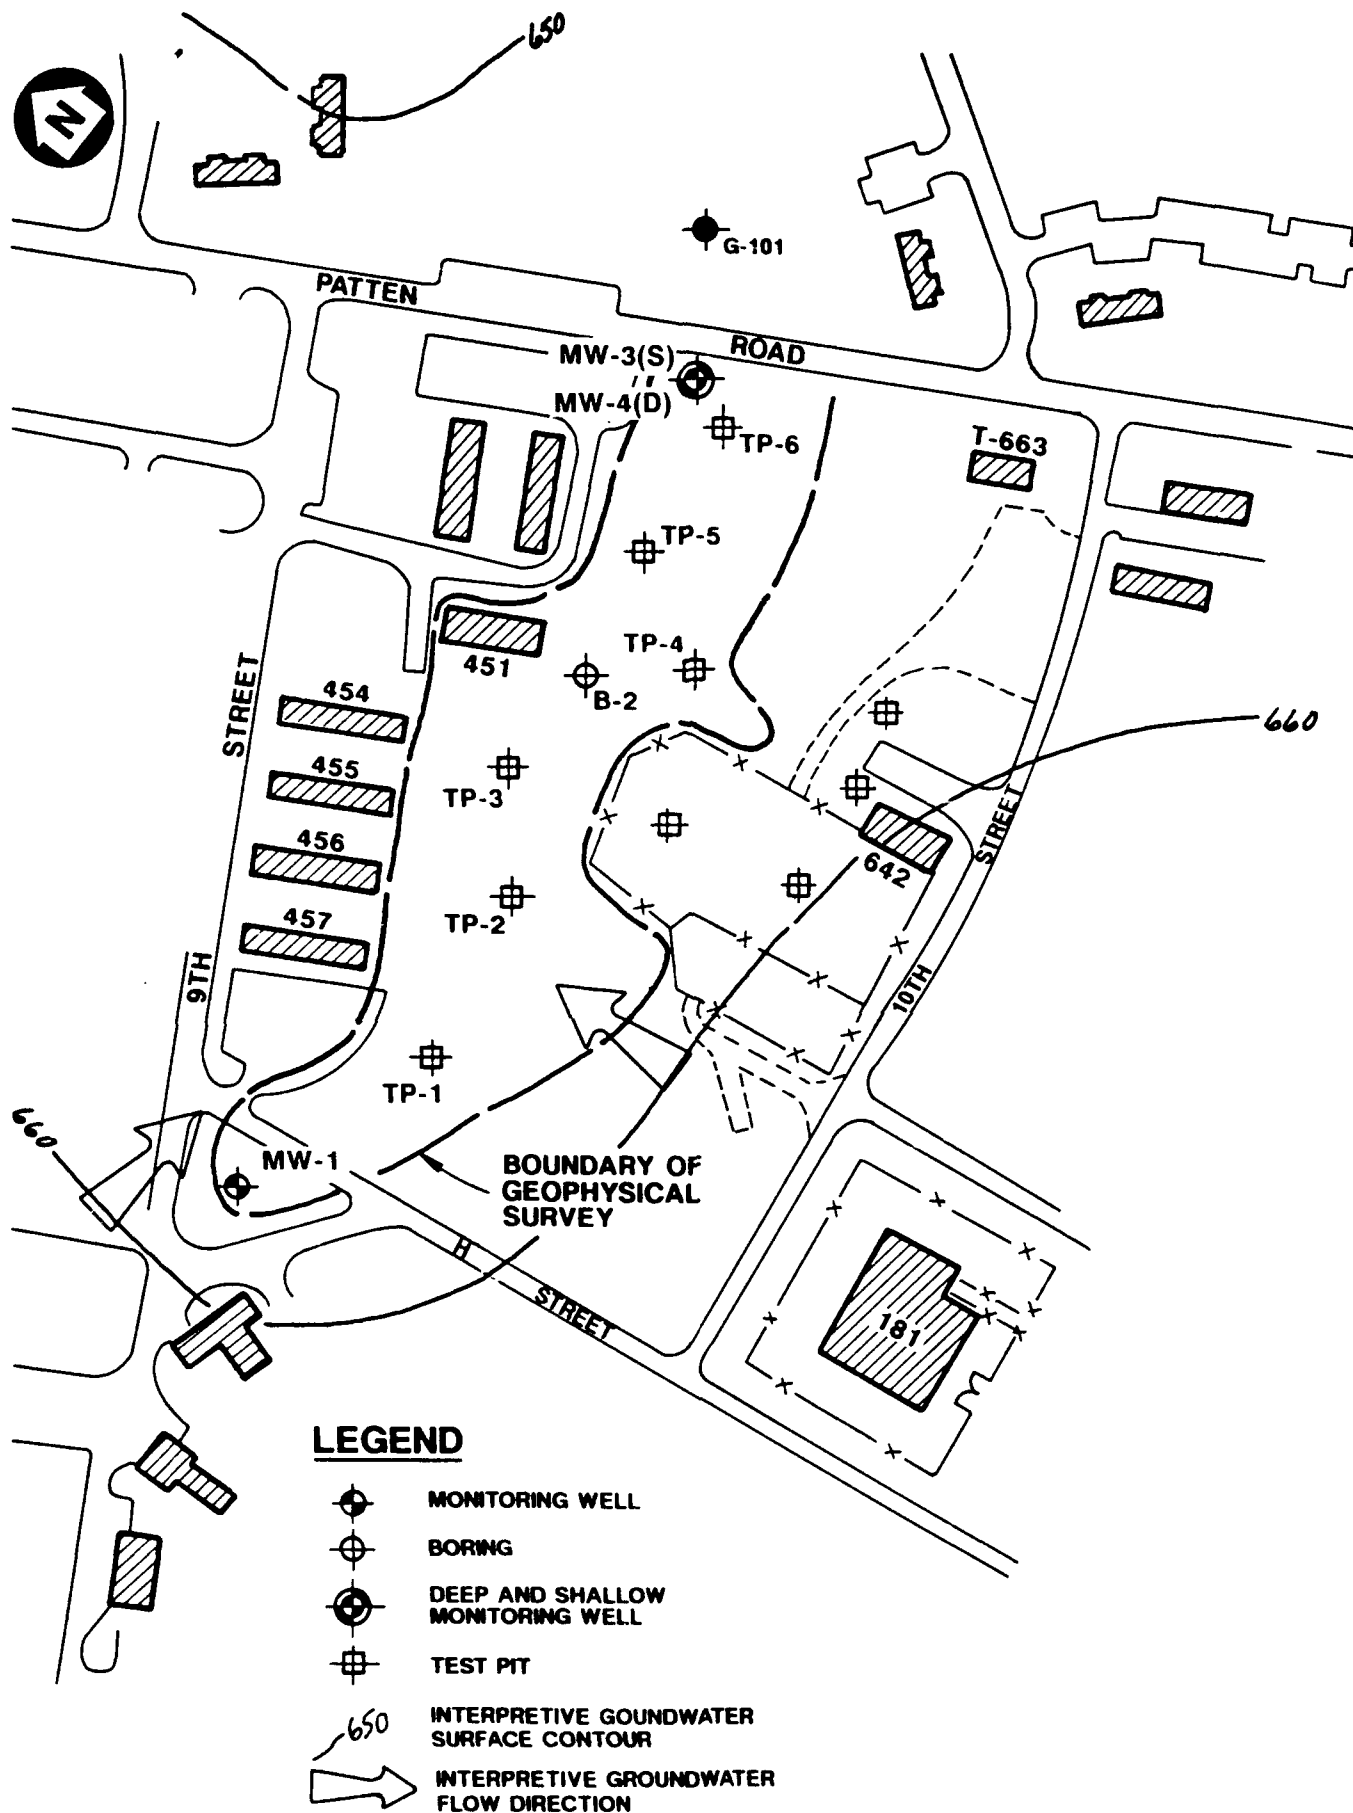 650
N
G-101
PATTEN
ROAD
MW-3(S)
MW-4(D)
TP-6
T-663
TP-5
TP-4
451
B-2
STREET
454
660
455
TP-3
STREET
456
642
TP-2
457
9TH
10TH
TP-1
660
MW-1
BOUNDARY OF
GEOPHYSICAL
SURVEY
H
STREET
181
LEGEND
MONITORING WELL
BORING
DEEP AND SHALLOW
MONITORING WELL
TEST PIT
650
INTERPRETIVE GOUNDWATER
SURFACE CONTOUR
INTERPRETIVE GROUNDWATER
FLOW DIRECTION